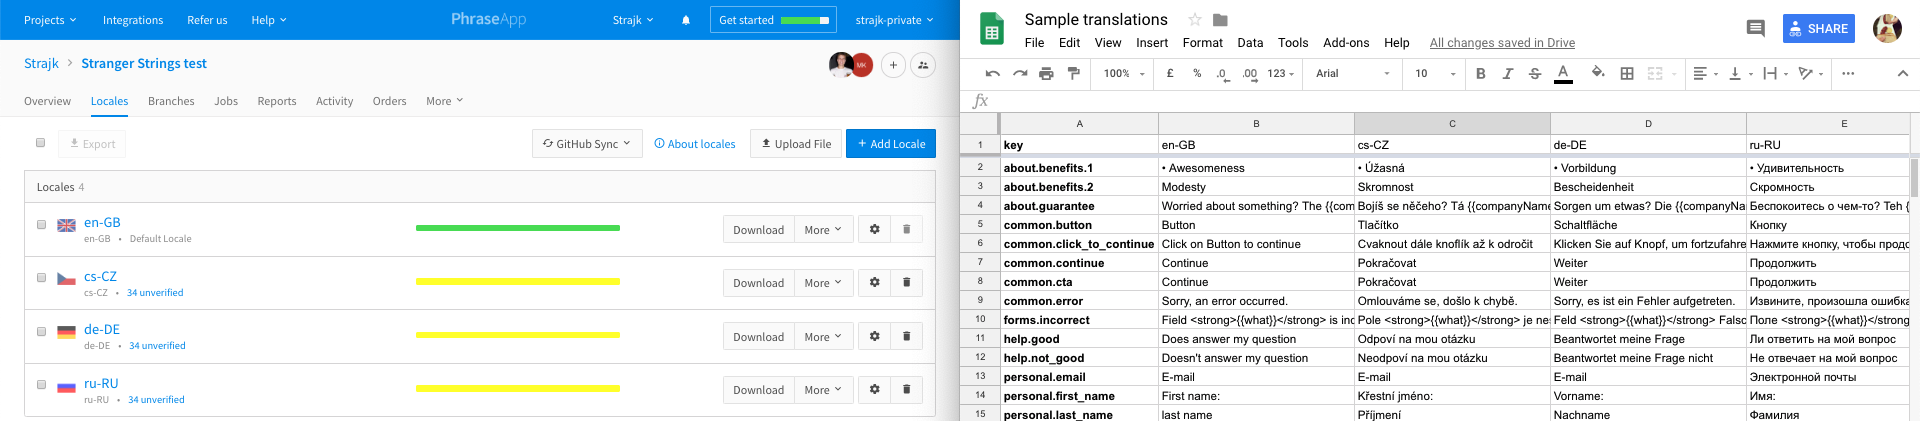 Projects Integrations Refer us Help PhraseApp Strajk Get started strajk-private
Strajk > Stranger Strings test MK +
Overview Locales Branches Jobs Reports Activity Orders More
Export GitHub Sync About locales Upload File + Add Locale
Locales 4
en-GB
en-GB • Default Locale
Download More
cs-CZ
cs-CZ • 34 unverified
Download More
de-DE
de-DE • 34 unverified
Download More
ru-RU
ru-RU • 34 unverified
Download More
Sample translations
File Edit View Insert Format Data Tools Add-ons Help All changes saved in Drive
SHARE
100% £ % .0 .00 123 Arial 10 B I S A
fx
A B C D E
1 key en-GB cs-CZ de-DE ru-RU
2 about.benefits.1 • Awesomeness • Úžasná • Vorbildung • Удивительность
3 about.benefits.2 Modesty Skromnost Bescheidenheit Скромность
4 about.guarantee Worried about something? The {{com Bojíš se něčeho? Tá {{companyName Sorgen um etwas? Die {{companyNa Беспокоитесь о чем-то? Teh {
5 common.button Button Tlačítko Schaltfläche Кнопку
6 common.click_to_continue Click on Button to continue Cvaknout dále knoflík až k odročit Klicken Sie auf Knopf, um fortzufahre Нажмите кнопку, чтобы продо
7 common.continue Continue Pokračovat Weiter Продолжить
8 common.cta Continue Pokračovat Weiter Продолжить
9 common.error Sorry, an error occurred. Omlouváme se, došlo k chybě. Sorry, es ist ein Fehler aufgetreten. Извините, произошла ошибка
10 forms.incorrect Field <strong>{{what}}</strong> is inc Pole <strong>{{what}}</strong> je nes Feld <strong>{{what}}</strong> Falsc Поле <strong>{{what}}</strong
11 help.good Does answer my question Odpoví na mou otázku Beantwortet meine Frage Ли ответить на мой вопрос
12 help.not_good Doesn't answer my question Neodpoví na mou otázku Beantwortet meine Frage nicht Не отвечает на мой вопрос
13 personal.email E-mail E-mail E-mail Электронной почты
14 personal.first_name First name: Křestní jméno: Vorname: Имя:
15 personal.last_name last name Příjmení Nachname Фамилия